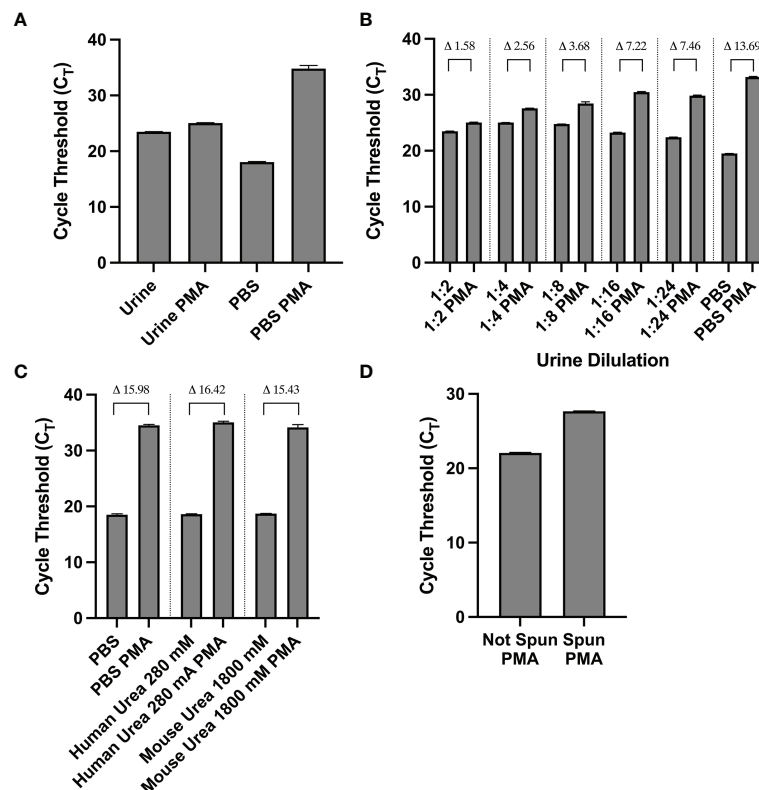 A
Cycle Threshold (CT)
40
30
20
10
0
Urine
Urine PMA
PBS
PBS PMA
B
Cycle Threshold (CT)
40
30
20
10
0
Δ 1.58
Δ 2.56
Δ 3.68
Δ 7.22
Δ 7.46
Δ 13.69
1:2
1:2 PMA
1:4
1:4 PMA
1:8
1:8 PMA
1:16
1:16 PMA
1:24
1:24 PMA
PBS
PBS PMA
Urine Dilulation
C
Cycle Threshold (CT)
40
30
20
10
0
Δ 15.98
Δ 16.42
Δ 15.43
PBS
PBS PMA
Human Urea 280 mM
Human Urea 280 mA PMA
Mouse Urea 1800 mM
Mouse Urea 1800 mM PMA
D
Cycle Threshold (CT)
30
20
10
0
Not Spun
PMA
Spun
PMA